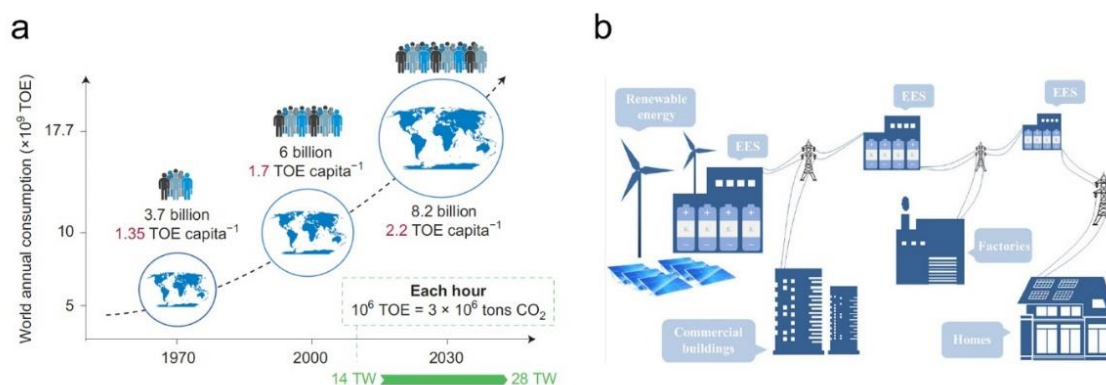 a
World annual consumption (×10⁹ TOE)
17.7
10
5
3.7 billion
1.35 TOE capita⁻¹
6 billion
1.7 TOE capita⁻¹
8.2 billion
2.2 TOE capita⁻¹
Each hour
10⁶ TOE = 3 × 10⁶ tons CO₂
1970
2000
2030
14 TW
28 TW
b
Renewable
energy
EES
EES
EES
+ + + +
K K K K
− − − −
Commercial
buildings
Factories
Homes